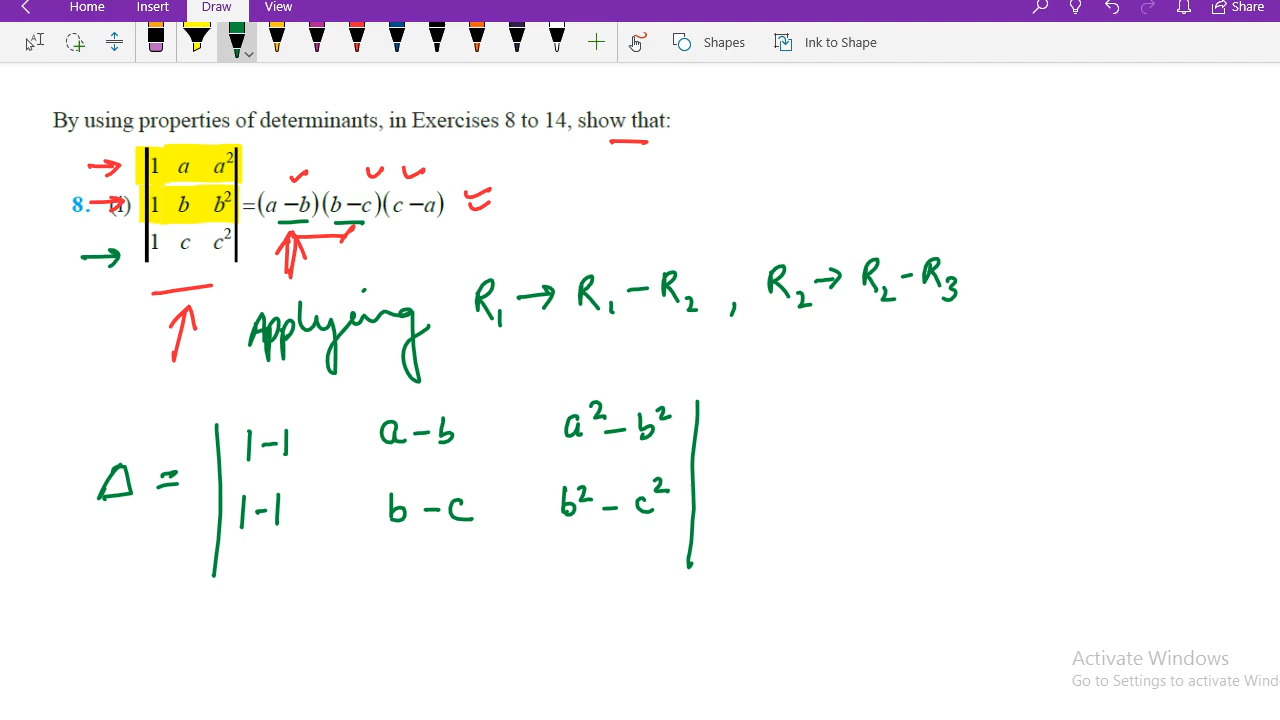 Home Insert Draw View Share
Shapes Ink to Shape
By using properties of determinants, in Exercises 8 to 14, show that:
1 a a²
8. (i) 1 b b² =(a −b)(b−c)(c −a)
1 c c²
Applying R₁ → R₁ − R₂ , R₂ → R₂ − R₃
1−1 a−b a²−b²
Δ =
1−1 b−c b²−c²
Activate Windows
Go to Settings to activate Wind